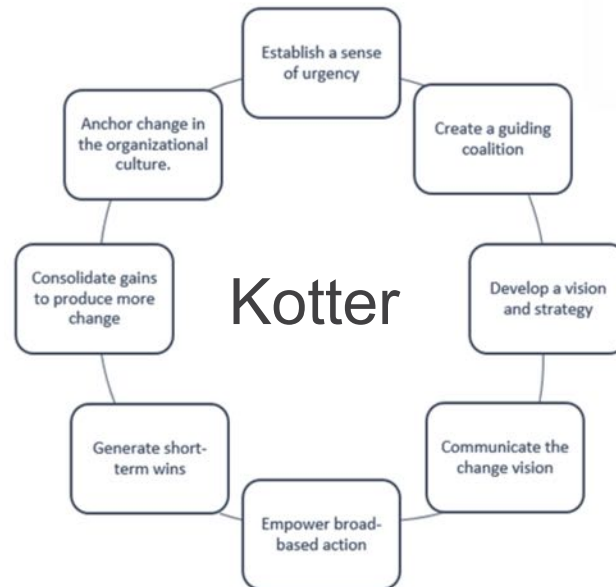 Establish a sense
of urgency
Create a guiding
coalition
Develop a vision
and strategy
Communicate the
change vision
Empower broad-
based action
Generate short-
term wins
Consolidate gains
to produce more
change
Anchor change in
the organizational
culture.
Kotter